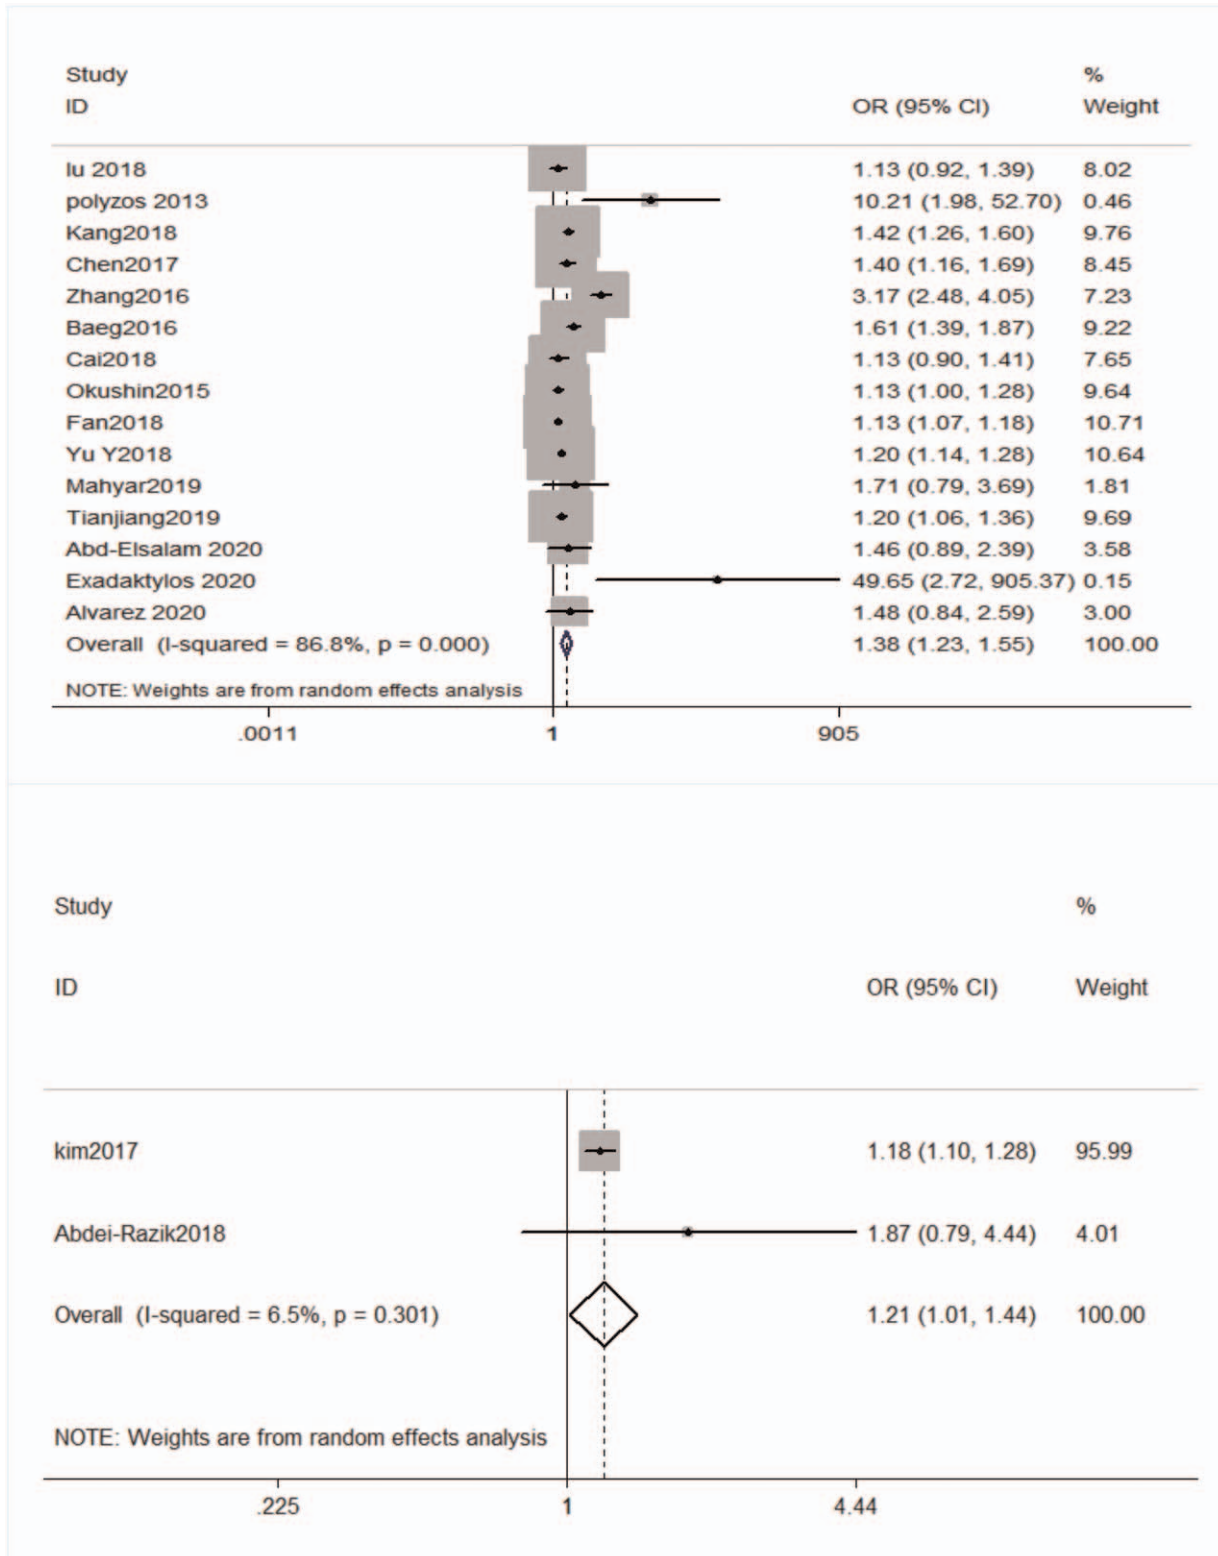 Study %
ID OR (95% CI) Weight
lu 2018 1.13 (0.92, 1.39) 8.02
polyzos 2013 10.21 (1.98, 52.70) 0.46
Kang2018 1.42 (1.26, 1.60) 9.76
Chen2017 1.40 (1.16, 1.69) 8.45
Zhang2016 3.17 (2.48, 4.05) 7.23
Baeg2016 1.61 (1.39, 1.87) 9.22
Cai2018 1.13 (0.90, 1.41) 7.65
Okushin2015 1.13 (1.00, 1.28) 9.64
Fan2018 1.13 (1.07, 1.18) 10.71
Yu Y2018 1.20 (1.14, 1.28) 10.64
Mahyar2019 1.71 (0.79, 3.69) 1.81
Tianjiang2019 1.20 (1.06, 1.36) 9.69
Abd-Elsalam 2020 1.46 (0.89, 2.39) 3.58
Exadaktylos 2020 49.65 (2.72, 905.37) 0.15
Alvarez 2020 1.48 (0.84, 2.59) 3.00
Overall (I-squared = 86.8%, p = 0.000) 1.38 (1.23, 1.55) 100.00
NOTE: Weights are from random effects analysis
.0011 1 905
Study %
ID OR (95% CI) Weight
kim2017 1.18 (1.10, 1.28) 95.99
Abdei-Razik2018 1.87 (0.79, 4.44) 4.01
Overall (I-squared = 6.5%, p = 0.301) 1.21 (1.01, 1.44) 100.00
NOTE: Weights are from random effects analysis
.225 1 4.44